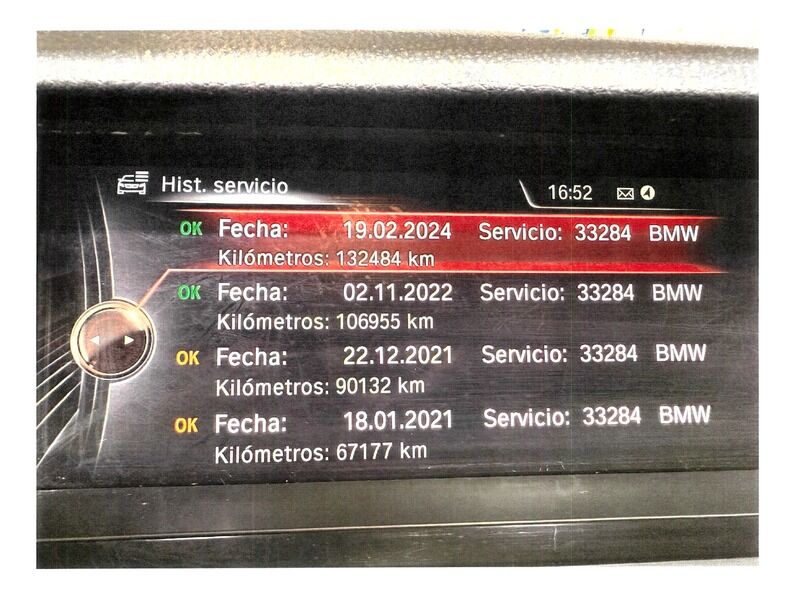 Hist. servicio 16:52
OK Fecha: 19.02.2024 Servicio: 33284 BMW
Kilómetros: 132484 km
OK Fecha: 02.11.2022 Servicio: 33284 BMW
Kilómetros: 106955 km
OK Fecha: 22.12.2021 Servicio: 33284 BMW
Kilómetros: 90132 km
OK Fecha: 18.01.2021 Servicio: 33284 BMW
Kilómetros: 67177 km